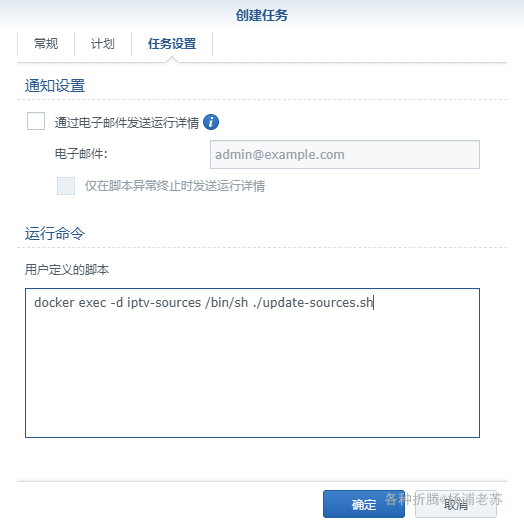 创建任务
常规 计划 任务设置
通知设置
通过电子邮件发送运行详情 i
电子邮件:
admin@example.com
仅在脚本异常终止时发送运行详情
运行命令
用户定义的脚本
docker exec -d iptv-sources /bin/sh ./update-sources.sh
确定 取消
各种折腾@杨浦老苏